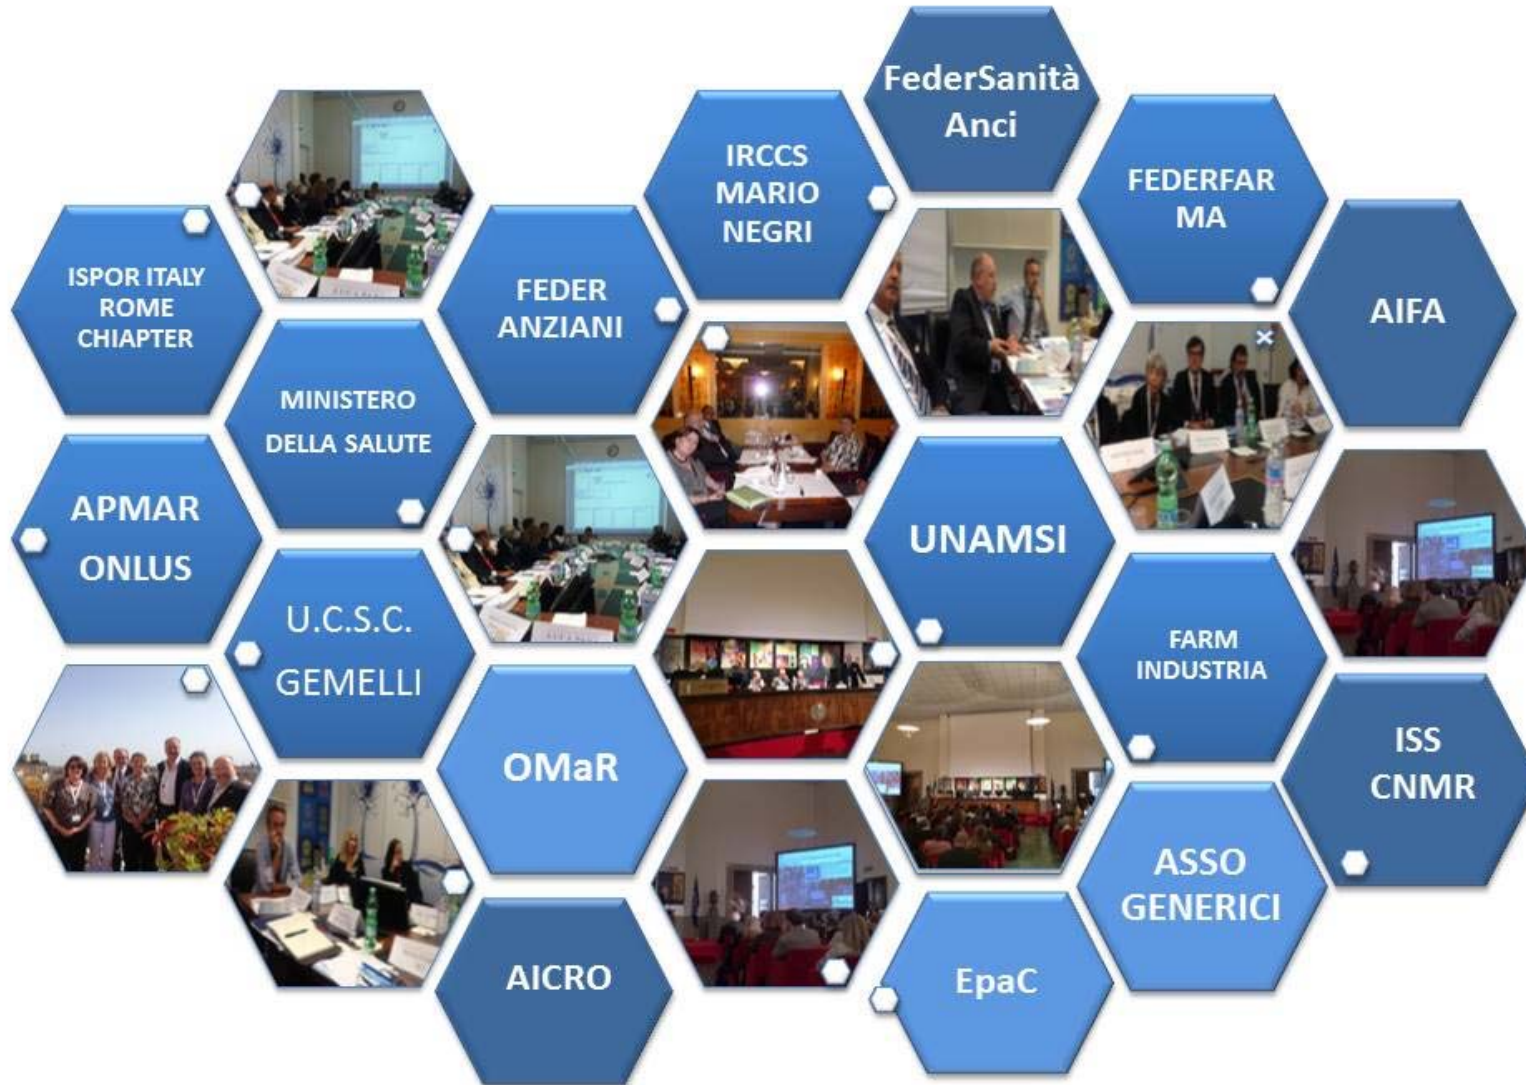 FederSanità
Anci
IRCCS
MARIO
NEGRI
FEDERFAR
MA
ISPOR ITALY
ROME
CHIAPTER
FEDER
ANZIANI
AIFA
MINISTERO
DELLA SALUTE
APMAR
ONLUS
UNAMSI
U.C.S.C.
GEMELLI
FARM
INDUSTRIA
OMaR
ISS
CNMR
ASSO
GENERICI
AICRO
EpaC